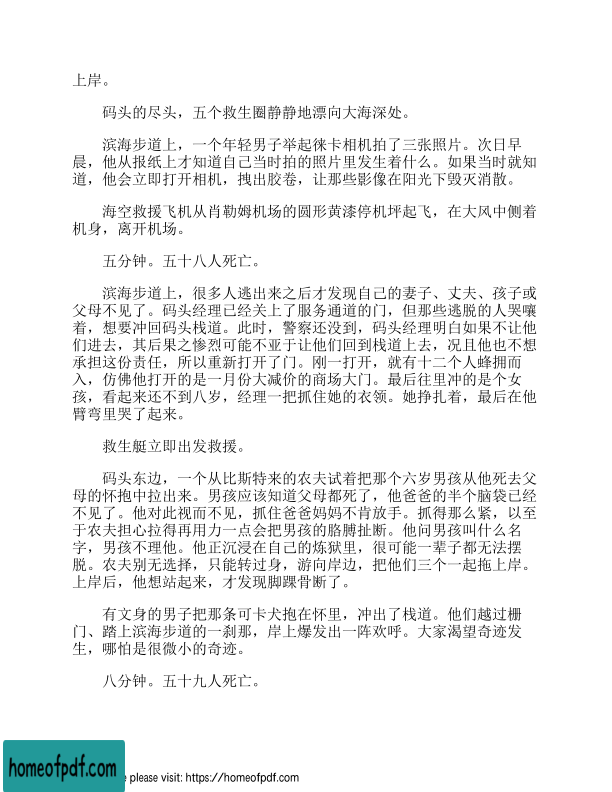 上岸。
码头的尽头，五个救生圈静静地漂向大海深处。
滨海步道上，一个年轻男子举起徕卡相机拍了三张照片。次日早
晨，他从报纸上才知道自己当时拍的照片里发生着什么。如果当时就知
道，他会立即打开相机，拽出胶卷，让那些影像在阳光下毁灭消散。
海空救援飞机从肖勒姆机场的圆形黄漆停机坪起飞，在大风中侧着
机身，离开机场。
五分钟。五十八人死亡。
滨海步道上，很多人逃出来之后才发现自己的妻子、丈夫、孩子或
父母不见了。码头经理已经关上了服务通道的门，但那些逃脱的人哭嚷
着，想要冲回码头栈道。此时，警察还没到，码头经理明白如果不让他
们进去，其后果之惨烈可能不亚于让他们回到栈道上去，况且他也不想
承担这份责任，所以重新打开了门。刚一打开，就有十二个人蜂拥而
入，仿佛他打开的是一月份大减价的商场大门。最后往里冲的是个女
孩，看起来还不到八岁，经理一把抓住她的衣领。她挣扎着，最后在他
臂弯里哭了起来。
救生艇立即出发救援。
码头东边，一个从比斯特来的农夫试着把那个六岁男孩从他死去父
母的怀抱中拉出来。男孩应该知道父母都死了，他爸爸的半个脑袋已经
不见了。他对此视而不见，抓住爸爸妈妈不肯放手。抓得那么紧，以至
于农夫担心拉得再用力一点会把男孩的胳膊扯断。他问男孩叫什么名
字，男孩不理他。他正沉浸在自己的炼狱里，很可能一辈子都无法摆
脱。农夫别无选择，只能转过身，游向岸边，把他们三个一起拖上岸。
上岸后，他想站起来，才发现脚踝骨断了。
有文身的男子把那条可卡犬抱在怀里，冲出了栈道。他们越过栅
门、踏上滨海步道的一刹那，岸上爆发出一阵欢呼。大家渴望奇迹发
生，哪怕是很微小的奇迹。
八分钟。五十九人死亡。
homeofpdf.com
please visit: https://homeofpdf.com